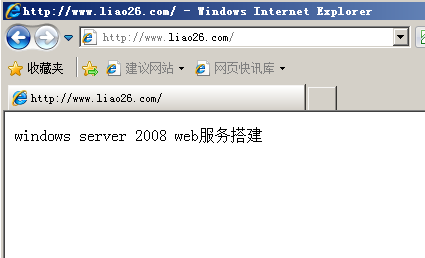 http://www.liao26.com/ - Windows Internet Explorer
http://www.liao26.com/
收藏夹 建议网站 网页快讯库
http://www.liao26.com/
windows server 2008 web服务搭建